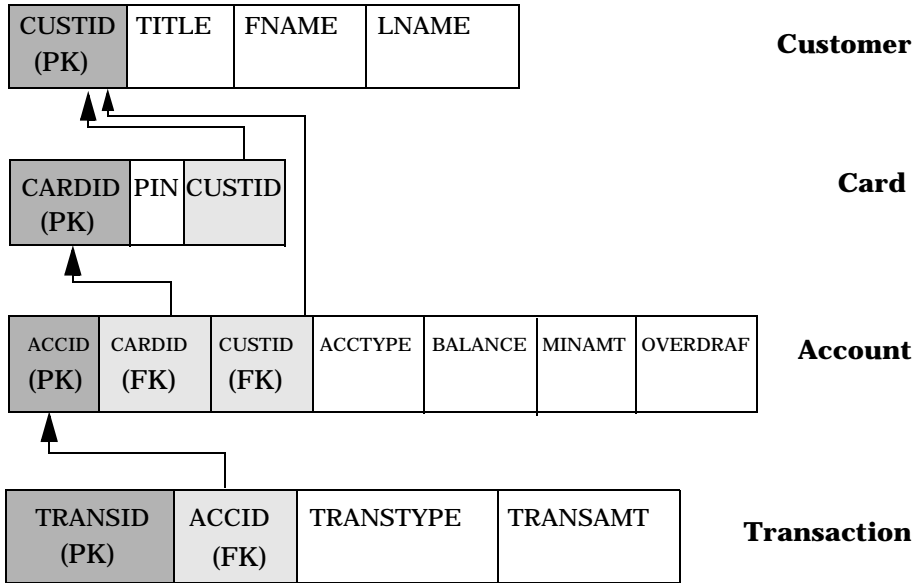 CUSTID TITLE FNAME LNAME
(PK)
Customer
CARDID PIN CUSTID
(PK)
Card
ACCID CARDID CUSTID ACCTYPE BALANCE MINAMT OVERDRAF
(PK) (FK) (FK)
Account
TRANSID ACCID TRANSTYPE TRANSAMT
(PK) (FK)
Transaction